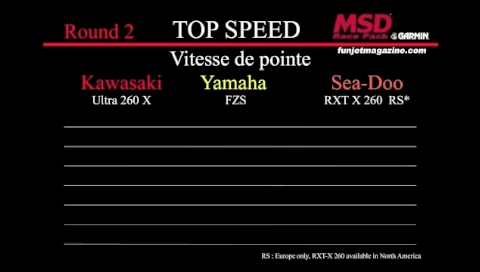 Round 2 TOP SPEED MSD
Race Pack & GARMIN
Vitesse de pointe funjetmagazine.com
Kawasaki Yamaha Sea-Doo
Ultra 260 X FZS RXT X 260 RS*
RS : Europe only, RXT-X 260 available in North America